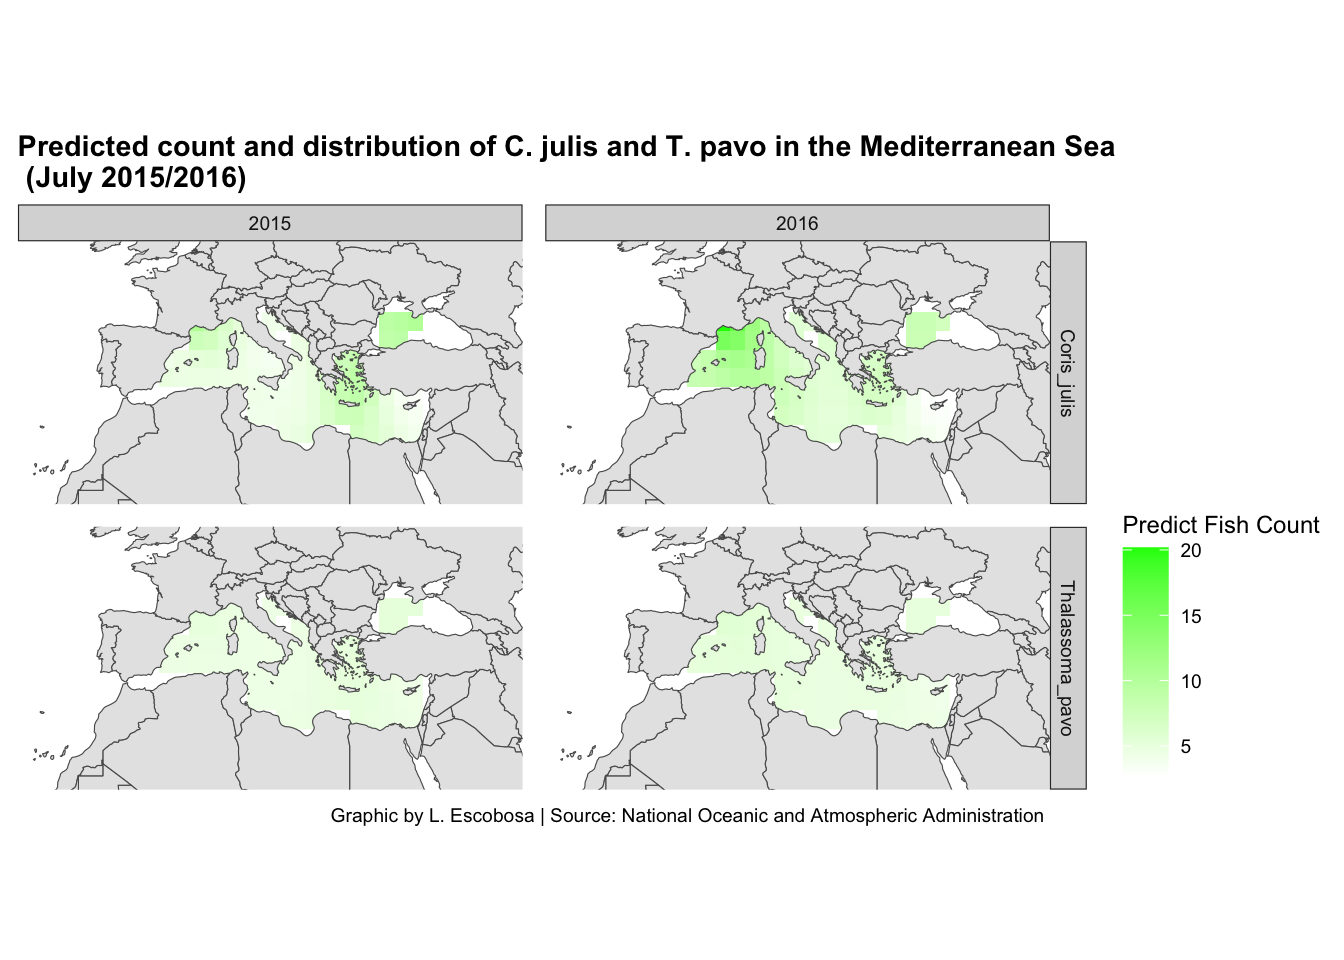 Predicted count and distribution of C. julis and T. pavo in the Mediterranean Sea
(July 2015/2016)
2015
2016
Coris_julis
Thalassoma_pavo
Predict Fish Count
20
15
10
5
Graphic by L. Escobosa | Source: National Oceanic and Atmospheric Administration